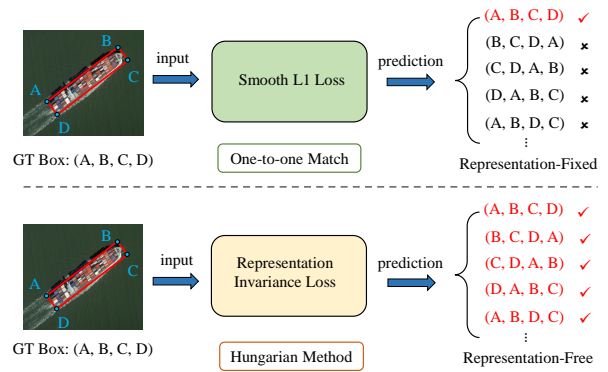 B
A
C
D
GT Box: (A, B, C, D)
input
Smooth L1 Loss
One-to-one Match
prediction
(A, B, C, D) ✓
(B, C, D, A) ✗
(C, D, A, B) ✗
(D, A, B, C) ✗
(A, B, D, C) ✗
⋮
Representation-Fixed
B
A
C
D
GT Box: (A, B, C, D)
input
Representation
Invariance Loss
Hungarian Method
prediction
(A, B, C, D) ✓
(B, C, D, A) ✓
(C, D, A, B) ✓
(D, A, B, C) ✓
(A, B, D, C) ✓
⋮
Representation-Free